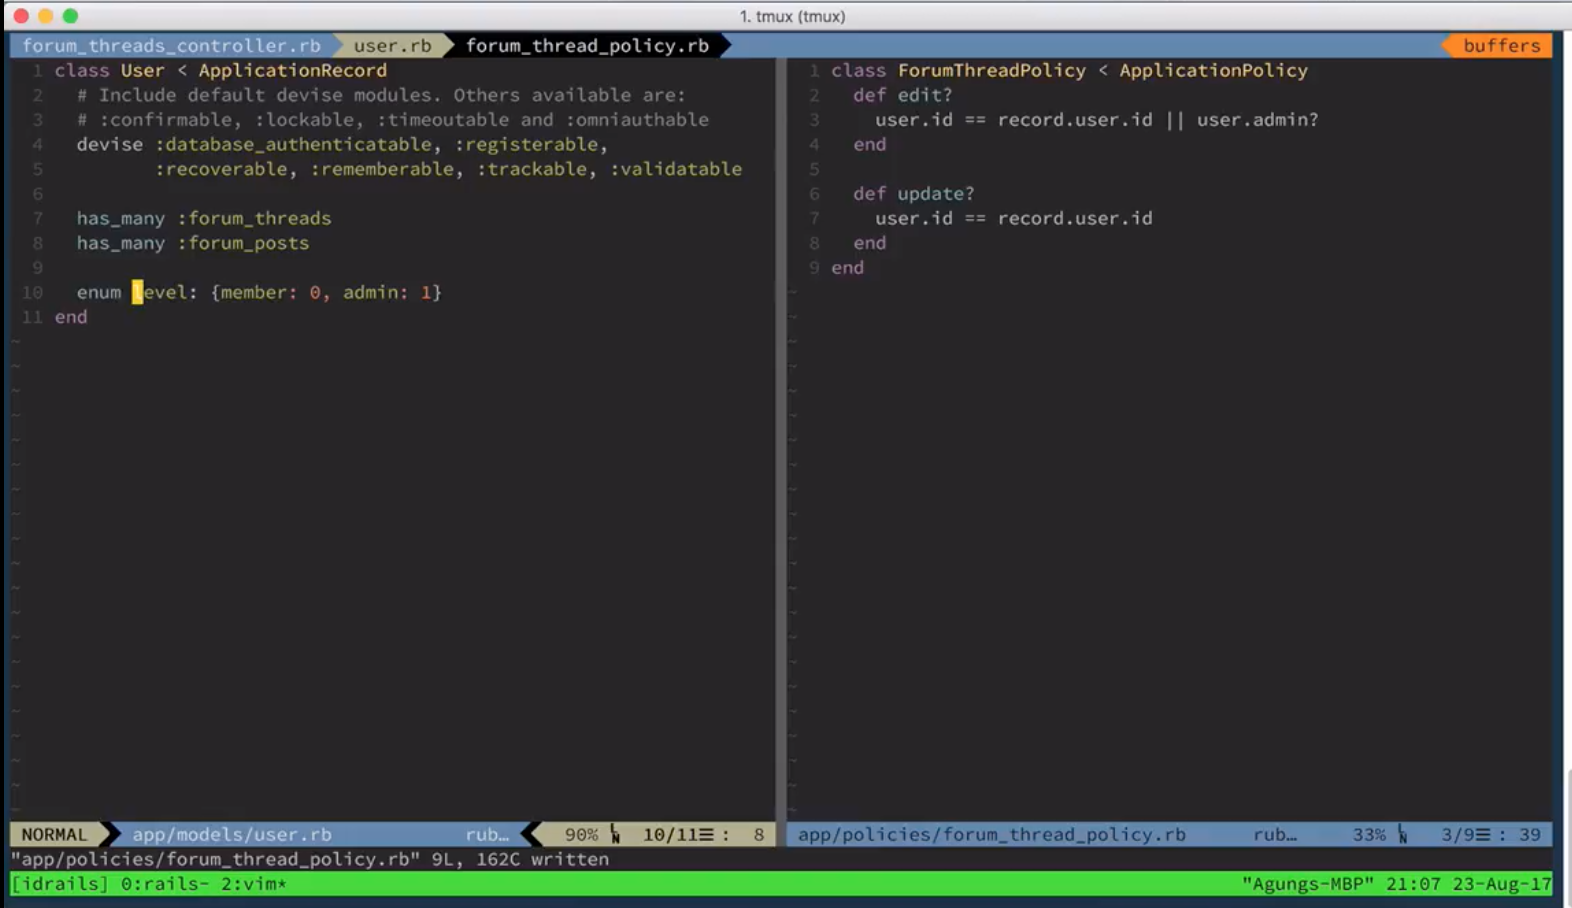 1. tmux (tmux)
forum_threads_controller.rb user.rb forum_thread_policy.rb buffers
1 class User < ApplicationRecord
2 # Include default devise modules. Others available are:
3 # :confirmable, :lockable, :timeoutable and :omniauthable
4 devise :database_authenticatable, :registerable,
5 :recoverable, :rememberable, :trackable, :validatable
6
7 has_many :forum_threads
8 has_many :forum_posts
9
10 enum level: {member: 0, admin: 1}
11 end
1 class ForumThreadPolicy < ApplicationPolicy
2 def edit?
3 user.id == record.user.id || user.admin?
4 end
5
6 def update?
7 user.id == record.user.id
8 end
9 end
NORMAL app/models/user.rb rub… 90% ␤ 10/11☰ : 8
app/policies/forum_thread_policy.rb rub… 33% ␤ 3/9☰ : 39
"app/policies/forum_thread_policy.rb" 9L, 162C written
[idrails] 0:rails- 2:vim* "Agungs-MBP" 21:07 23-Aug-17